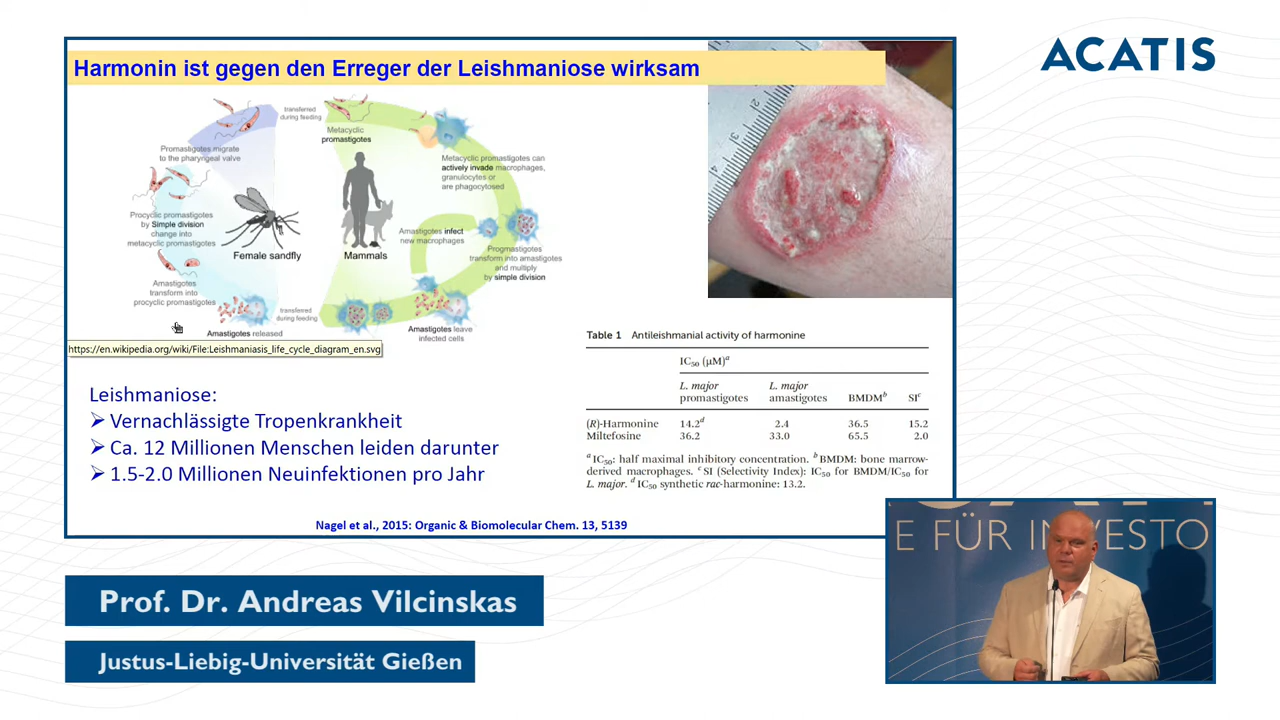 ACATIS
Harmonin ist gegen den Erreger der Leishmaniose wirksam
transferred
during feeding
Metacyclic
promastigotes
Promastigotes migrate
to the pharyngeal valve
Metacyclic promastigotes can
actively invade macrophages,
granulocytes or
are phagocytosed
Procyclic promastigotes
by Simple division
change into
metacyclic promastigotes
Amastigotes infect
new macrophages
Female sandfly
Mammals
Progmastigotes
transform into amastigotes
and multiply
by simple division
Amastigotes
transform into
procyclic promastigotes
transferred
during feeding
Amastigotes released
Amastigotes leave
infected cells
https://en.wikipedia.org/wiki/File:Leishmaniasis_life_cycle_diagram_en.svg
Table 1 Antileishmanial activity of harmonine
IC50 (μM)a
L. major promastigotes L. major amastigotes BMDMb SIc
(R)-Harmonine 14.2d 2.4 36.5 15.2
Miltefosine 36.2 33.0 65.5 2.0
a IC50: half maximal inhibitory concentration. b BMDM: bone marrow-
derived macrophages. c SI (Selectivity Index): IC50 for BMDM/IC50 for
L. major. d IC50 synthetic rac-harmonine: 13.2.
Leishmaniose:
➢ Vernachlässigte Tropenkrankheit
➢ Ca. 12 Millionen Menschen leiden darunter
➢ 1.5-2.0 Millionen Neuinfektionen pro Jahr
Nagel et al., 2015: Organic & Biomolecular Chem. 13, 5139
E FÜR INVESTO
Prof. Dr. Andreas Vilcinskas
Justus-Liebig-Universität Gießen